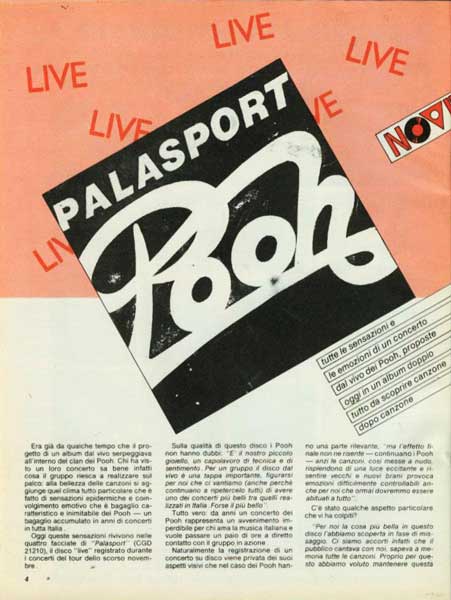 LIVE
LIVE
LIVE
LIVE
LIVE
LIV
PALASPORT
Pooh
NOV
tutte le sensazioni e
le emozioni di un concerto
dal vivo dei Pooh, proposte
oggi in un album doppio
tutto da scoprire canzone
dopo canzone
Era già da qualche tempo che il pro-
getto di un album dal vivo serpeggiava
all'interno del clan dei Pooh. Chi ha vis-
to un loro concerto sa bene infatti
cosa il gruppo riesca a realizzare sul
palco: alla bellezza delle canzoni si ag-
giunge quel clima tutto particolare che è
fatto di sensazioni epidermiche e coin-
volgimento emotivo che è bagaglio ca-
ratteristico e inimitabile dei Pooh — un
bagaglio accumulato in anni di concerti
in tutta Italia.
Oggi queste sensazioni rivivono nelle
quattro facciate di "Palasport" (CGD
21210), il disco "live" registrato durante
i concerti del tour dello scorso novem-
bre.
Sulla qualità di questo disco i Pooh
non hanno dubbi: "E' il nostro piccolo
gioiello, un capolavoro di tecnica e di
sentimento. Per un gruppo il disco dal
vivo è una tappa importante, figurarsi
per noi che ci vantiamo (anche perché
continuano a ripetercelo tutti) di avere
uno dei concerti più belli tra quelli rea-
lizzati in Italia. Forse il più bello!"
Tutto vero: da anni un concerto dei
Pooh rappresenta un avvenimento im-
perdibile per chi ama la musica italiana e
vuole passare un paio di ore a diretto
contatto con il gruppo in azione
Naturalmente la registrazione di un
concerto su disco viene privata dei suoi
aspetti visivi che nel caso dei Pooh han-
no una parte rilevante, "ma l'effetto fi-
nale non ne risente — continuano i Pooh
— anzi le canzoni, così messe a nudo,
risplendono di una luce eccitante e ri-
sentire vecchi e nuovi brani provoca
emozioni difficilmente controllabili an-
che per noi che ormai dovremmo essere
abituati a tutto".
C'è stato qualche aspetto particolare
che vi ha colpiti?
"Per noi la cosa più bella in questo
disco l'abbiamo scoperta in fase di mis-
saggio. Ci siamo accorti infatti che il
pubblico cantava con noi, sapeva a me-
moria tutte le canzoni. Proprio per que-
sto abbiamo voluto mantenere questa
4